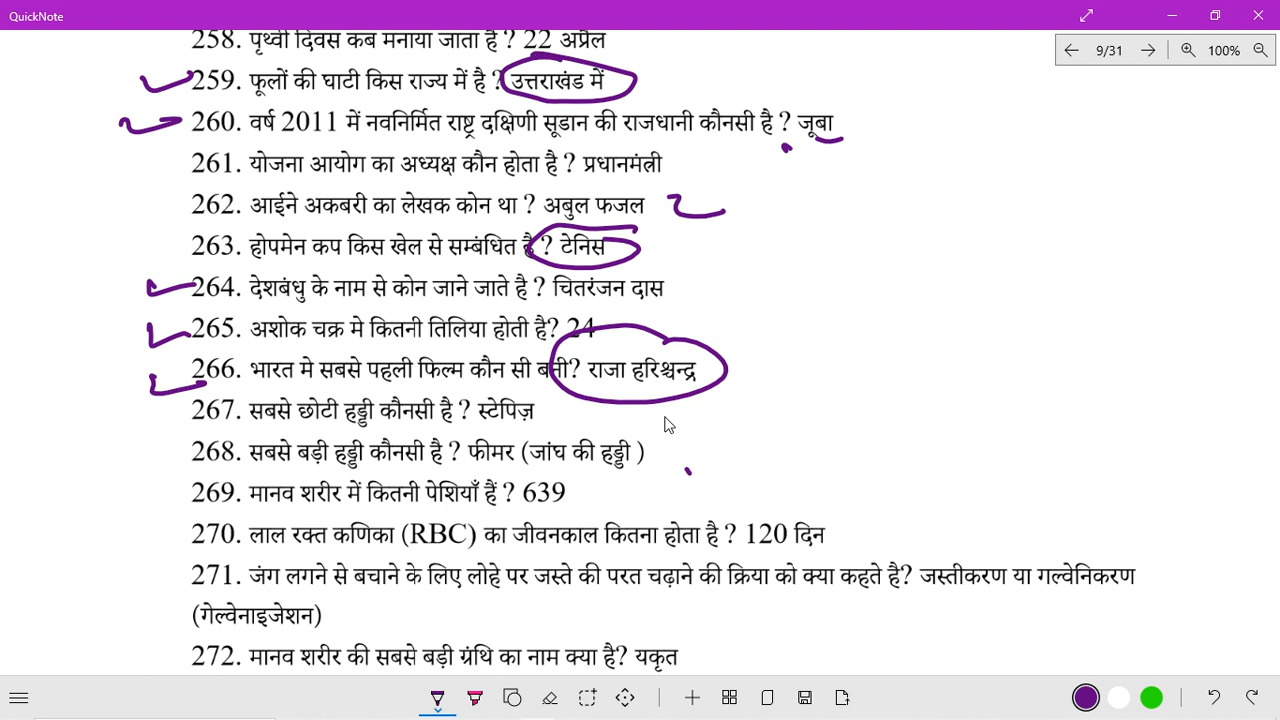 QuickNote
9/31
100%
258. पृथ्वी दिवस कब मनाया जाता है ? 22 अप्रैल
259. फूलों की घाटी किस राज्य में है ? उत्तराखंड में
260. वर्ष 2011 में नवनिर्मित राष्ट्र दक्षिणी सूडान की राजधानी कौनसी है ? जूबा
261. योजना आयोग का अध्यक्ष कौन होता है ? प्रधानमंत्री
262. आईने अकबरी का लेखक कोन था ? अबुल फजल
263. होपमेन कप किस खेल से सम्बंधित है ? टेनिस
264. देशबंधु के नाम से कोन जाने जाते है ? चितरंजन दास
265. अशोक चक्र मे कितनी तिलिया होती है? 24
266. भारत मे सबसे पहली फिल्म कौन सी बनी? राजा हरिश्चन्द्र
267. सबसे छोटी हड्डी कौनसी है ? स्टेपिज़
268. सबसे बड़ी हड्डी कौनसी है ? फीमर (जांघ की हड्डी )
269. मानव शरीर में कितनी पेशियाँ हैं ? 639
270. लाल रक्त कणिका (RBC) का जीवनकाल कितना होता है ? 120 दिन
271. जंग लगने से बचाने के लिए लोहे पर जस्ते की परत चढ़ाने की क्रिया को क्या कहते है? जस्तीकरण या गल्वेनिकरण
(गेल्वेनाइजेशन)
272. मानव शरीर की सबसे बड़ी ग्रंथि का नाम क्या है? यकृत